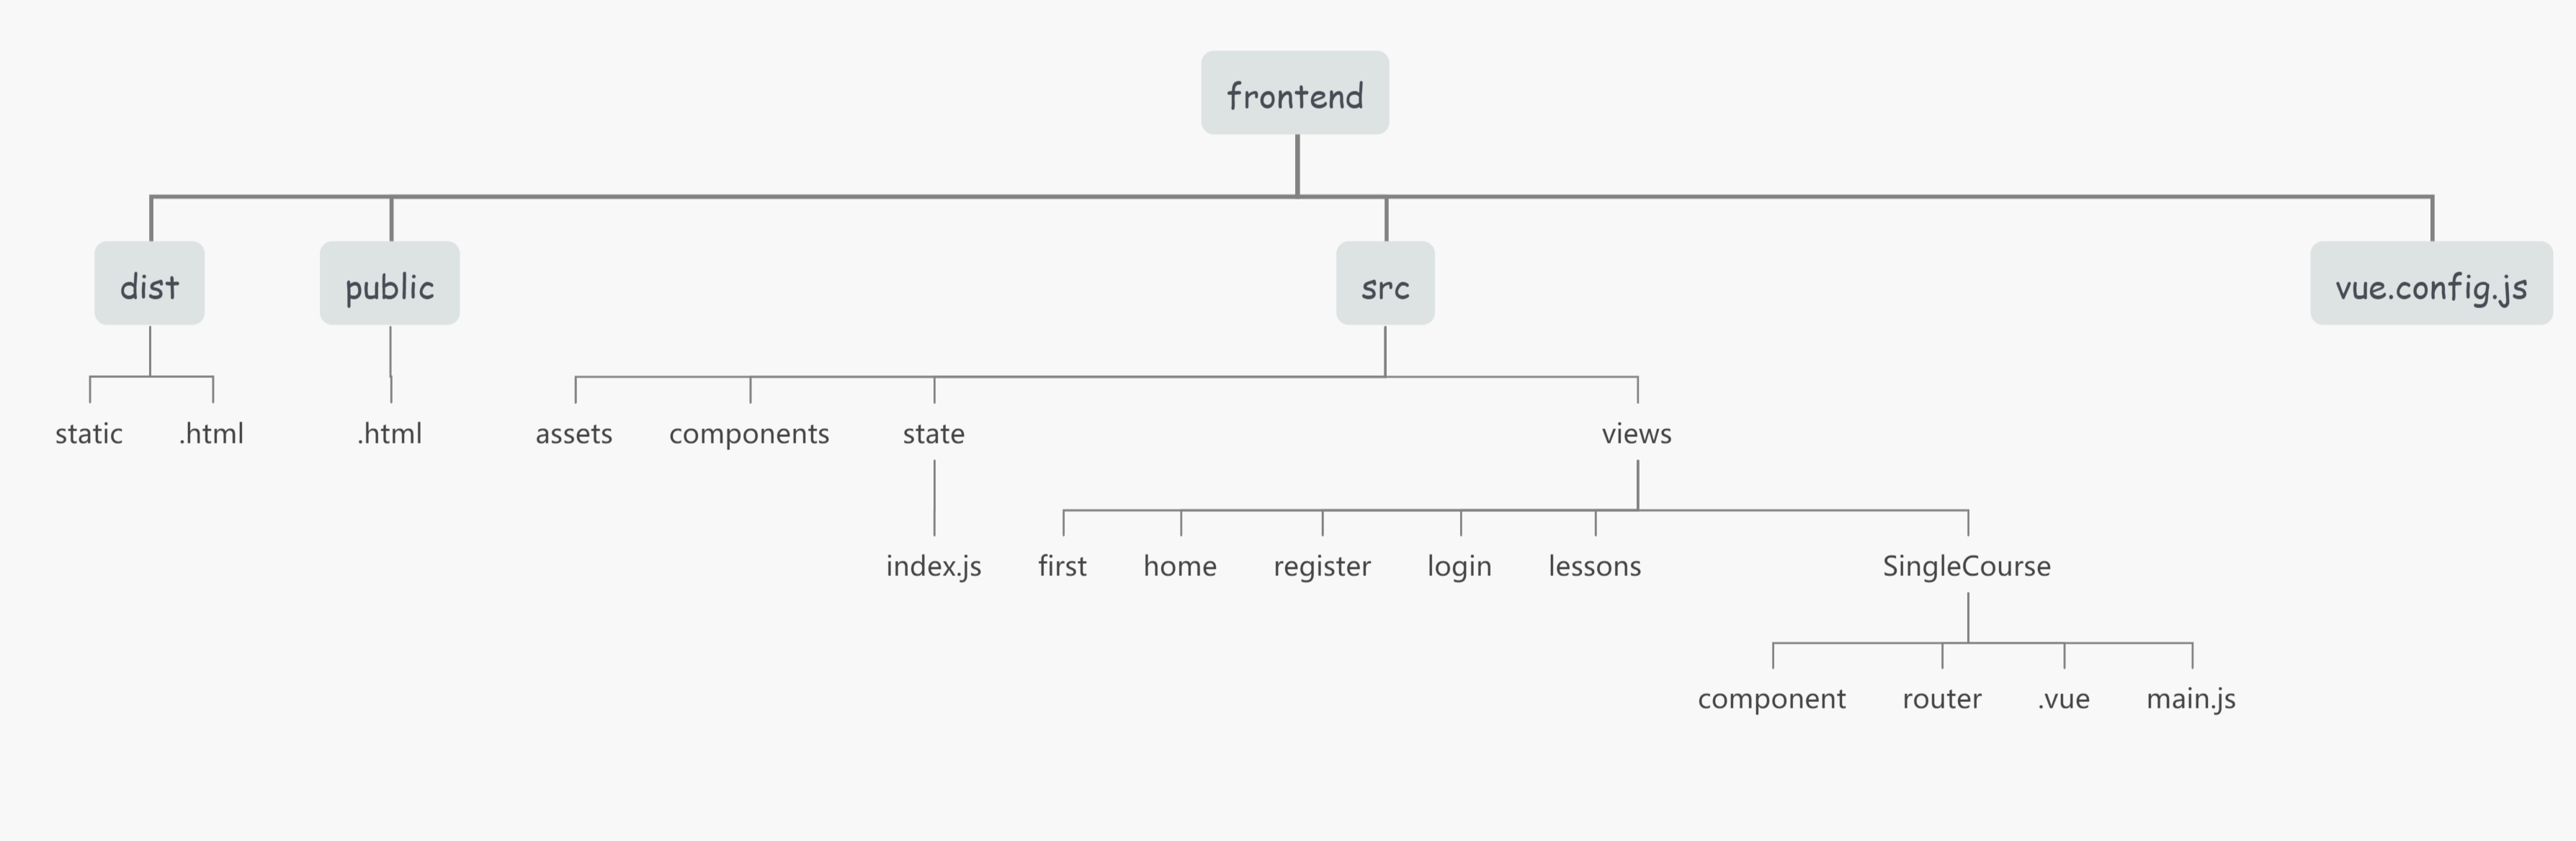 frontend
dist
public
src
vue.config.js
static
.html
.html
assets
components
state
views
index.js
first
home
register
login
lessons
SingleCourse
component
router
.vue
main.js